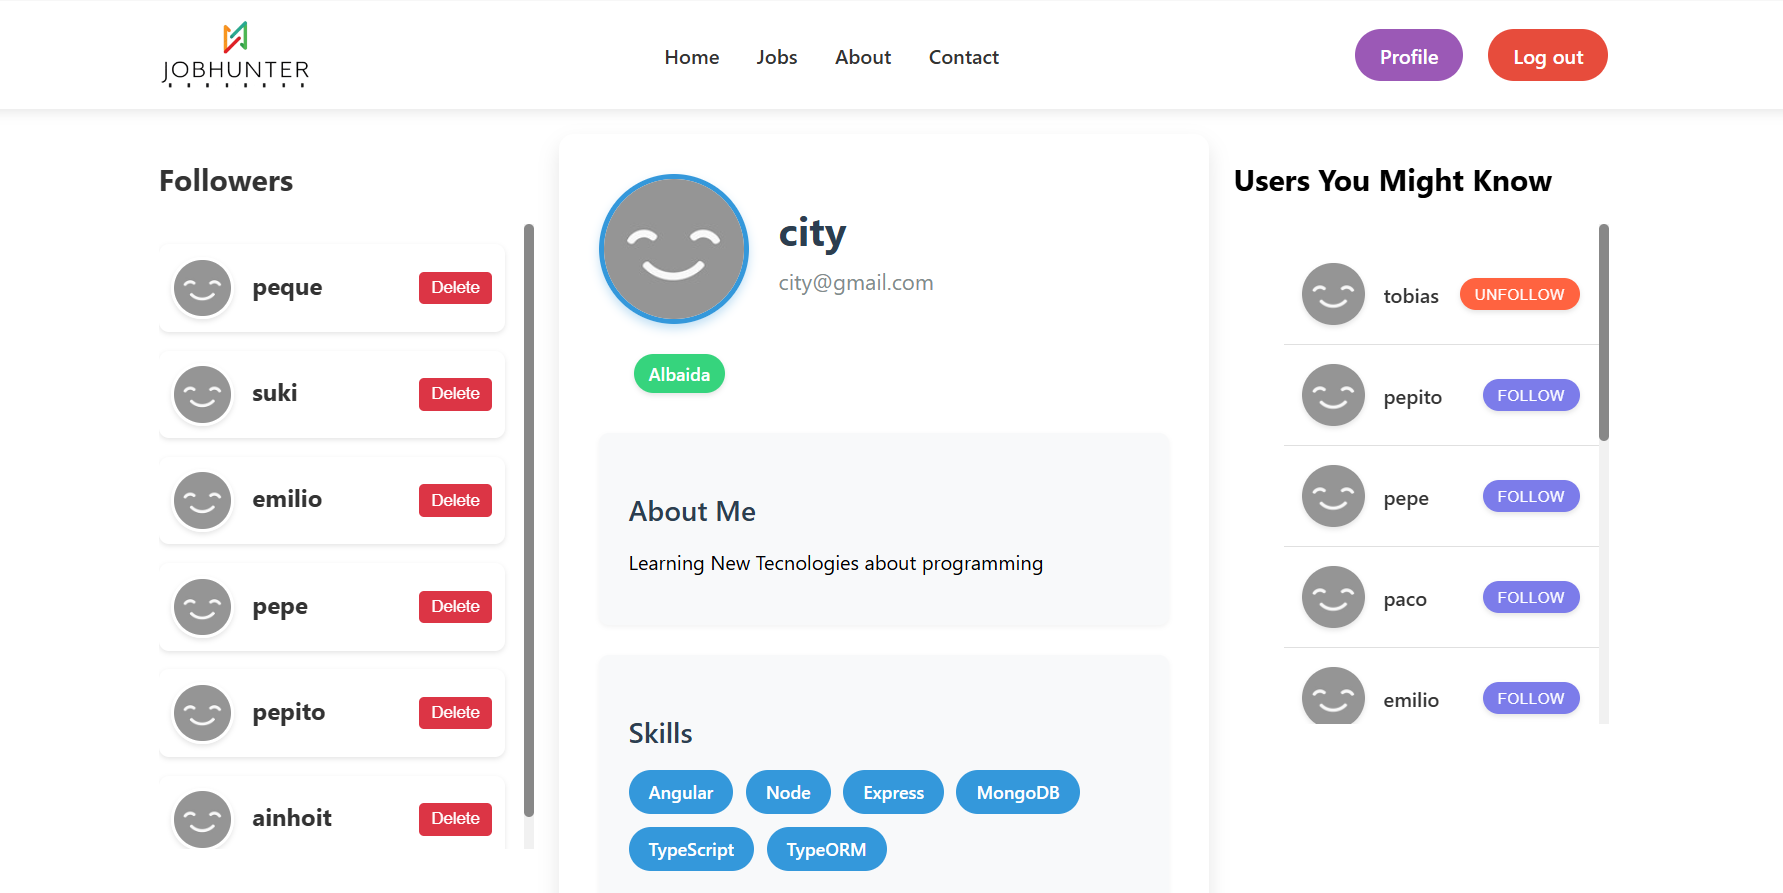 JOBHUNTER
Home Jobs About Contact
Profile Log out
Followers
peque Delete
suki Delete
emilio Delete
pepe Delete
pepito Delete
ainhoit Delete
city
city@gmail.com
Albaida
About Me
Learning New Tecnologies about programming
Skills
Angular Node Express MongoDB
TypeScript TypeORM
Users You Might Know
tobias UNFOLLOW
pepito FOLLOW
pepe FOLLOW
paco FOLLOW
emilio FOLLOW